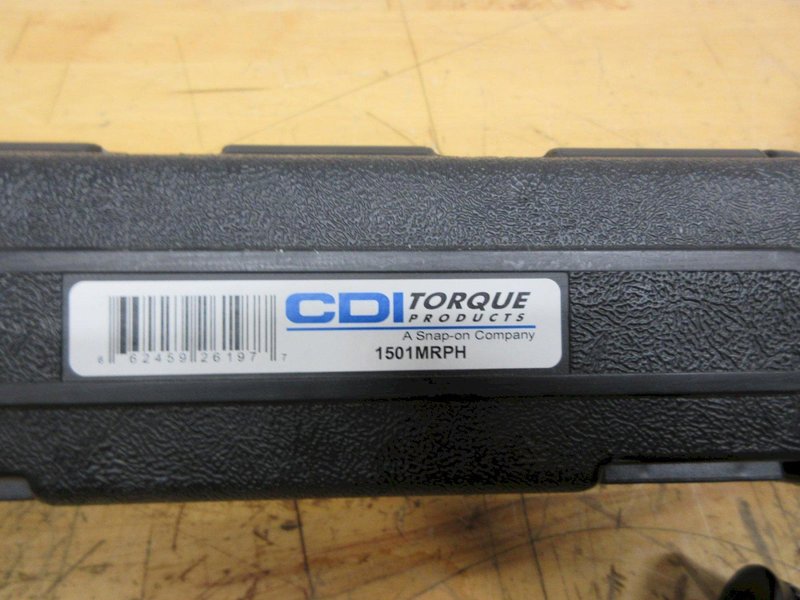 CDI TORQUE
PRODUCTS
A Snap-on Company
1501MRPH
6 62459 26197 7